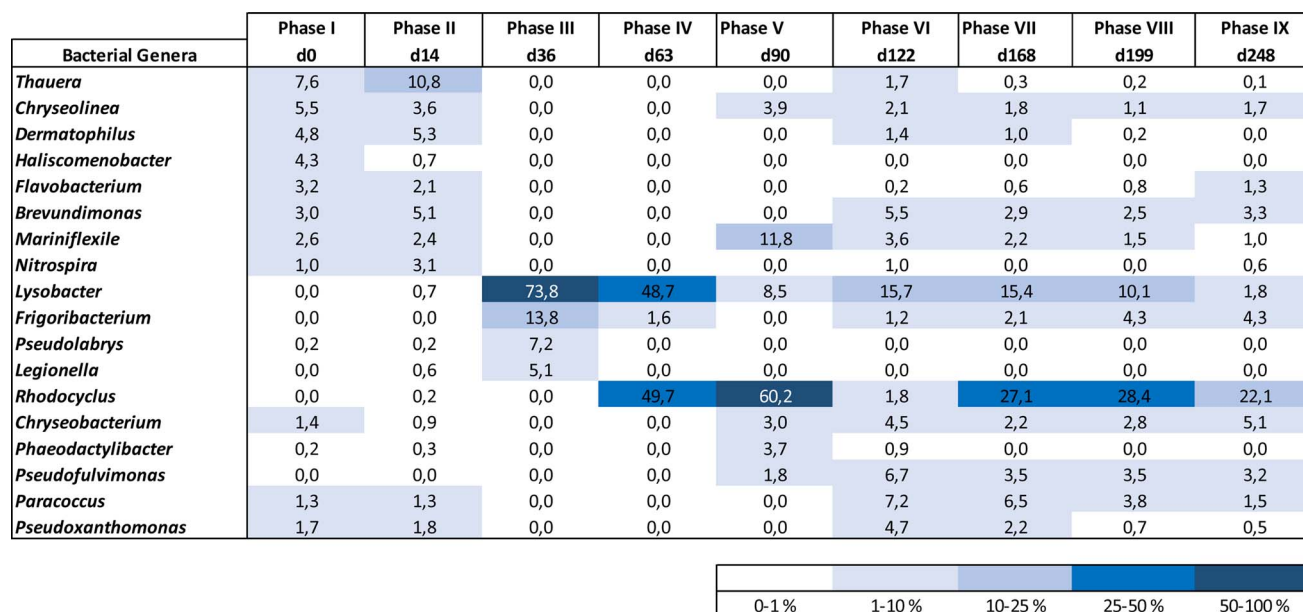 Phase I Phase II Phase III Phase IV Phase V Phase VI Phase VII Phase VIII Phase IX
Bacterial Genera d0 d14 d36 d63 d90 d122 d168 d199 d248
Thauera 7,6 10,8 0,0 0,0 0,0 1,7 0,3 0,2 0,1
Chryseolinea 5,5 3,6 0,0 0,0 3,9 2,1 1,8 1,1 1,7
Dermatophilus 4,8 5,3 0,0 0,0 0,0 1,4 1,0 0,2 0,0
Haliscomenobacter 4,3 0,7 0,0 0,0 0,0 0,0 0,0 0,0 0,0
Flavobacterium 3,2 2,1 0,0 0,0 0,0 0,2 0,6 0,8 1,3
Brevundimonas 3,0 5,1 0,0 0,0 0,0 5,5 2,9 2,5 3,3
Mariniflexile 2,6 2,4 0,0 0,0 11,8 3,6 2,2 1,5 1,0
Nitrospira 1,0 3,1 0,0 0,0 0,0 1,0 0,0 0,0 0,6
Lysobacter 0,0 0,7 73,8 48,7 8,5 15,7 15,4 10,1 1,8
Frigoribacterium 0,0 0,0 13,8 1,6 0,0 1,2 2,1 4,3 4,3
Pseudolabrys 0,2 0,2 7,2 0,0 0,0 0,0 0,0 0,0 0,0
Legionella 0,0 0,6 5,1 0,0 0,0 0,0 0,0 0,0 0,0
Rhodocyclus 0,0 0,2 0,0 49,7 60,2 1,8 27,1 28,4 22,1
Chryseobacterium 1,4 0,9 0,0 0,0 3,0 4,5 2,2 2,8 5,1
Phaeodactylibacter 0,2 0,3 0,0 0,0 3,7 0,9 0,0 0,0 0,0
Pseudofulvimonas 0,0 0,0 0,0 0,0 1,8 6,7 3,5 3,5 3,2
Paracoccus 1,3 1,3 0,0 0,0 0,0 7,2 6,5 3,8 1,5
Pseudoxanthomonas 1,7 1,8 0,0 0,0 0,0 4,7 2,2 0,7 0,5
0-1 % 1-10 % 10-25 % 25-50 % 50-100 %